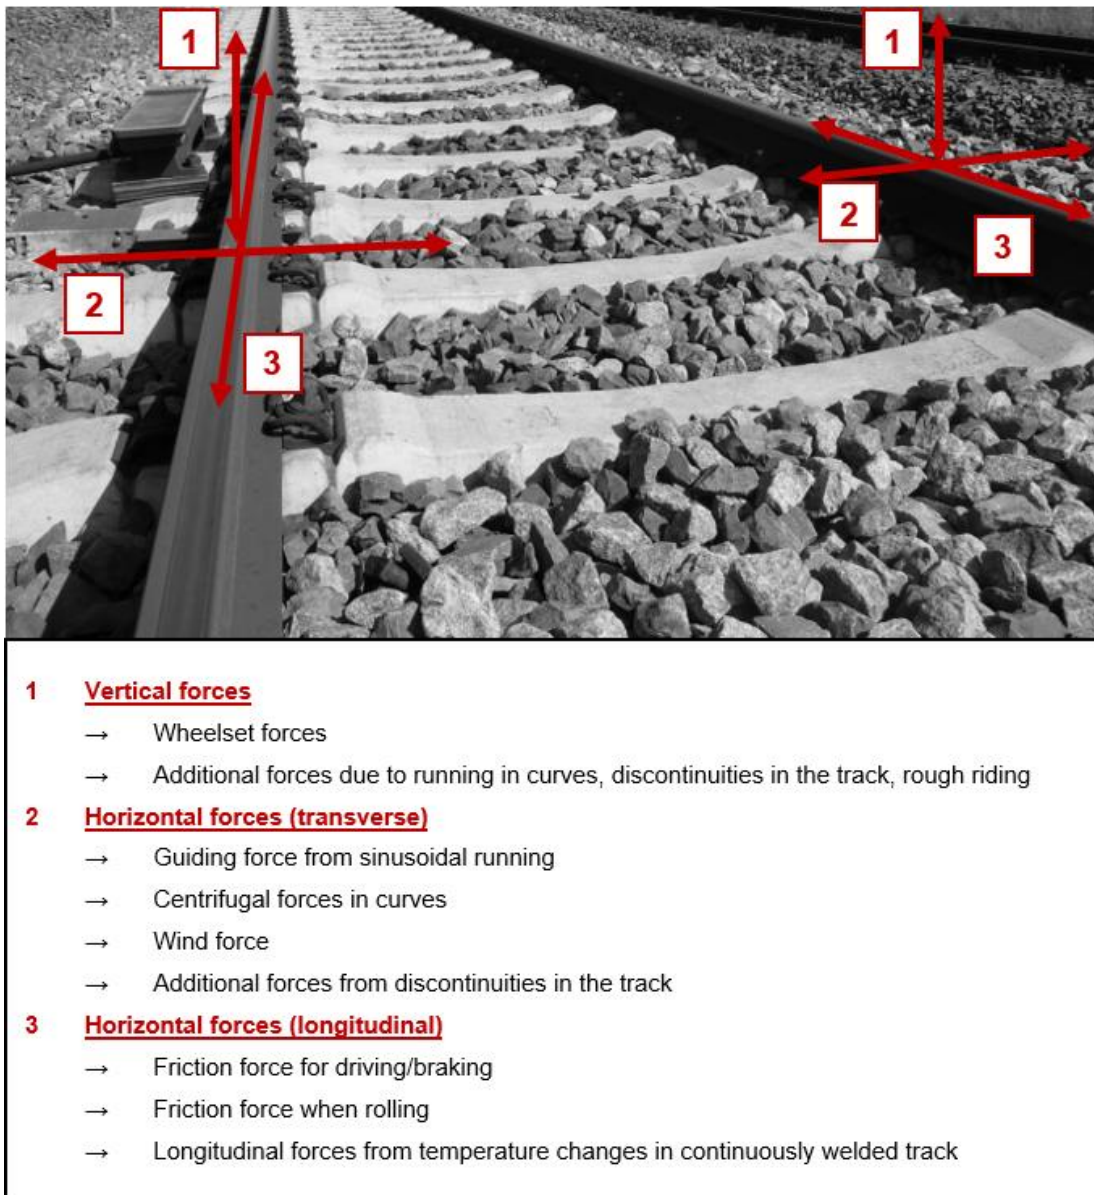 1
1
2
2
3
3
1 Vertical forces
→ Wheelset forces
→ Additional forces due to running in curves, discontinuities in the track, rough riding
2 Horizontal forces (transverse)
→ Guiding force from sinusoidal running
→ Centrifugal forces in curves
→ Wind force
→ Additional forces from discontinuities in the track
3 Horizontal forces (longitudinal)
→ Friction force for driving/braking
→ Friction force when rolling
→ Longitudinal forces from temperature changes in continuously welded track